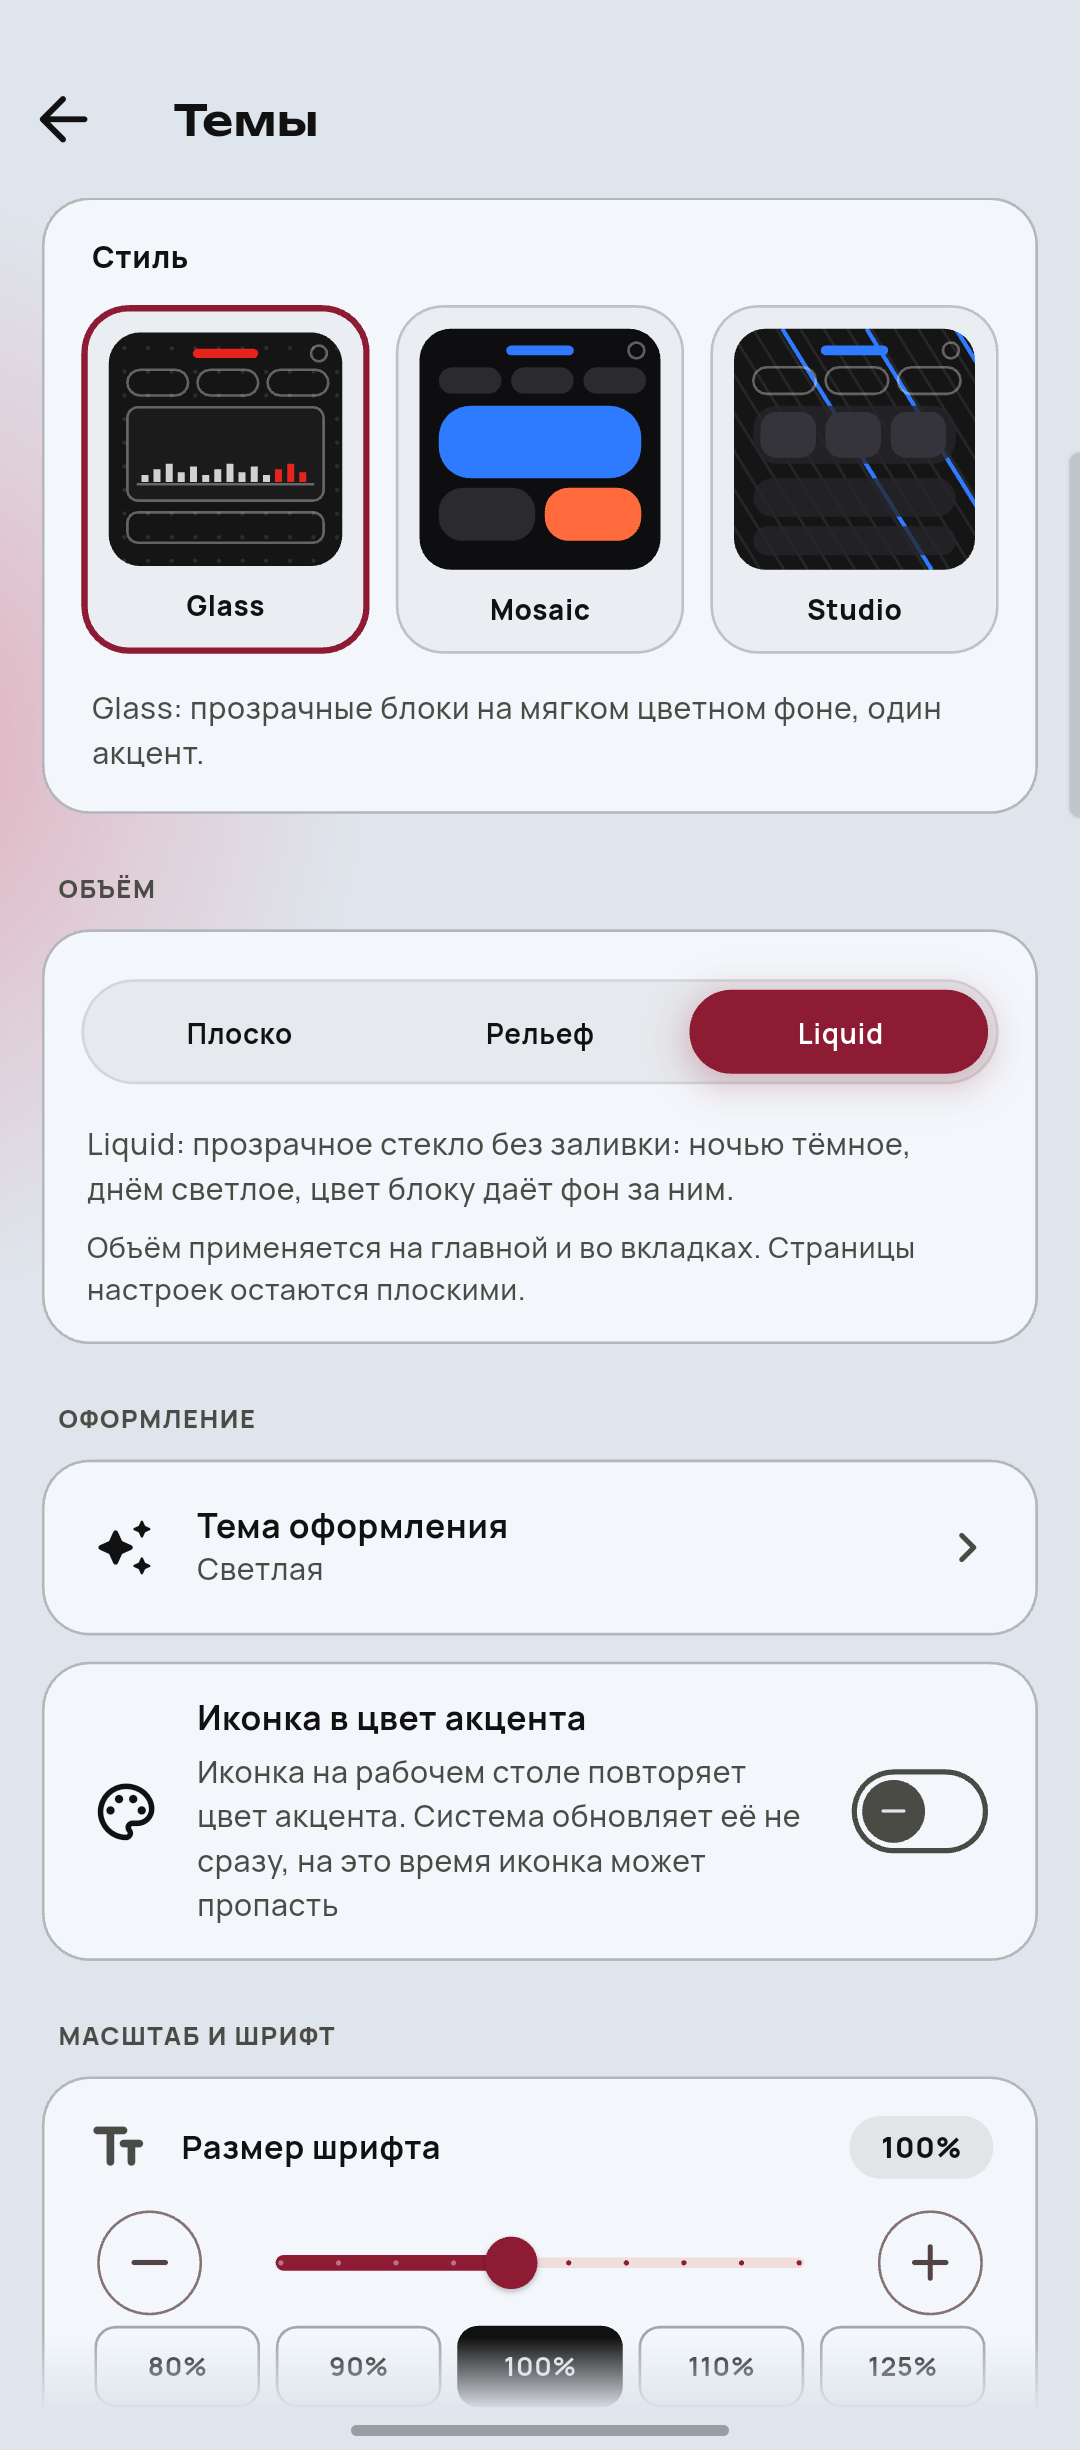 Темы
Стиль
Glass
Mosaic
Studio
Glass: прозрачные блоки на мягком цветном фоне, один
акцент.
ОБЪЁМ
Плоско
Рельеф
Liquid
Liquid: прозрачное стекло без заливки: ночью тёмное,
днём светлое, цвет блоку даёт фон за ним.
Объём применяется на главной и во вкладках. Страницы
настроек остаются плоскими.
ОФОРМЛЕНИЕ
Тема оформления
Светлая
Иконка в цвет акцента
Иконка на рабочем столе повторяет
цвет акцента. Система обновляет её не
сразу, на это время иконка может
пропасть
МАСШТАБ И ШРИФТ
Размер шрифта
100%
80%
90%
100%
110%
125%